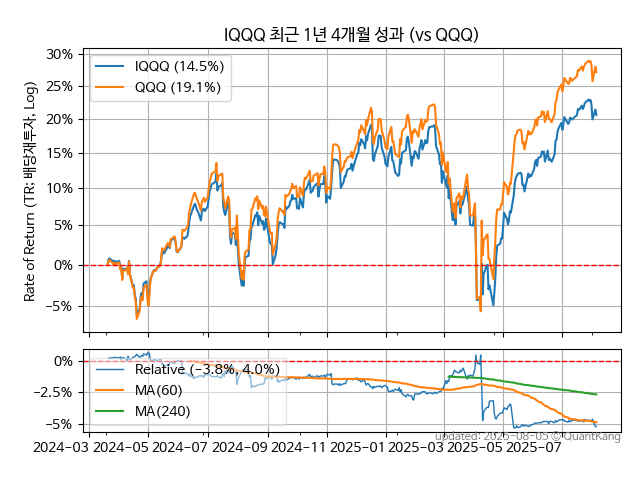 IQQQ 최근 1년 4개월 성과 (vs QQQ)
Rate of Return (TR: 배당재투자, Log)
30%
25%
20%
15%
10%
5%
0%
−5%
IQQQ (14.5%)
QQQ (19.1%)
0%
−2.5%
−5%
Relative (−3.8%, 4.0%)
MA(60)
MA(240)
2024-03 2024-05 2024-07 2024-09 2024-11 2025-01 2025-03 2025-05 2025-07
updated: 2025-08-05 © QuantKang